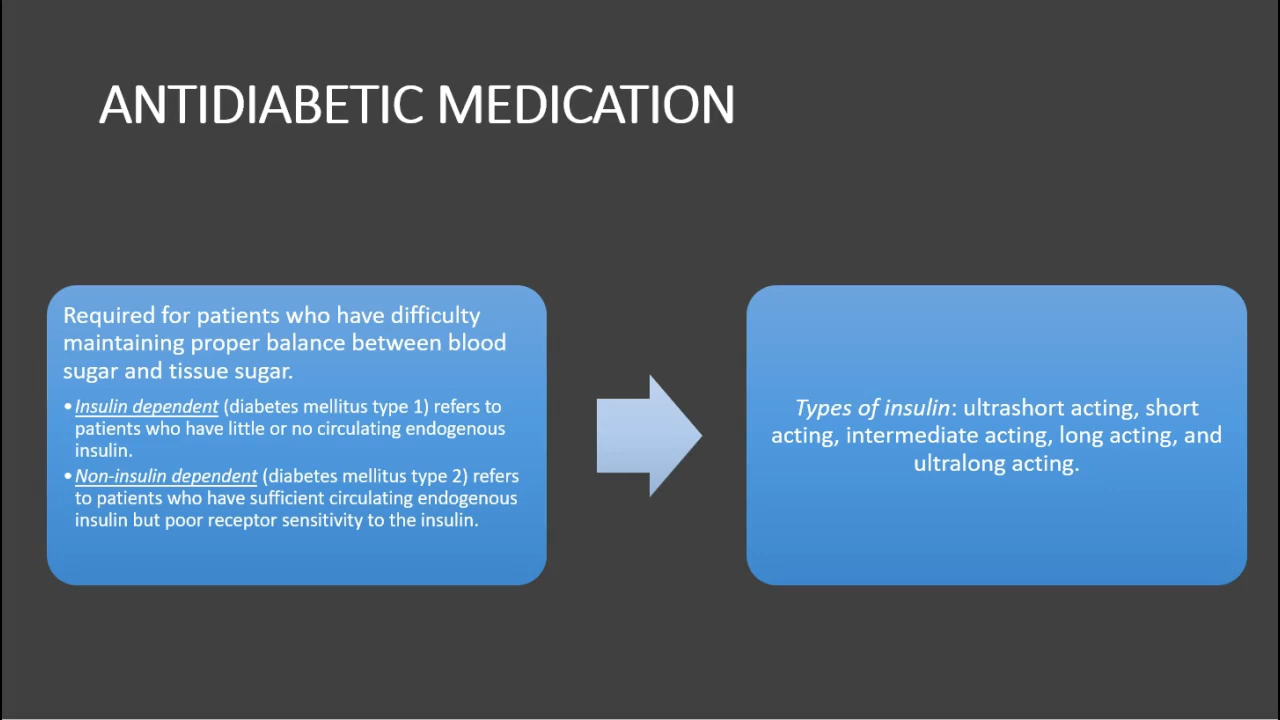 ANTIDIABETIC MEDICATION
Required for patients who have difficulty
maintaining proper balance between blood
sugar and tissue sugar.
•Insulin dependent (diabetes mellitus type 1) refers to
patients who have little or no circulating endogenous
insulin.
•Non-insulin dependent (diabetes mellitus type 2) refers
to patients who have sufficient circulating endogenous
insulin but poor receptor sensitivity to the insulin.
Types of insulin: ultrashort acting, short
acting, intermediate acting, long acting, and
ultralong acting.